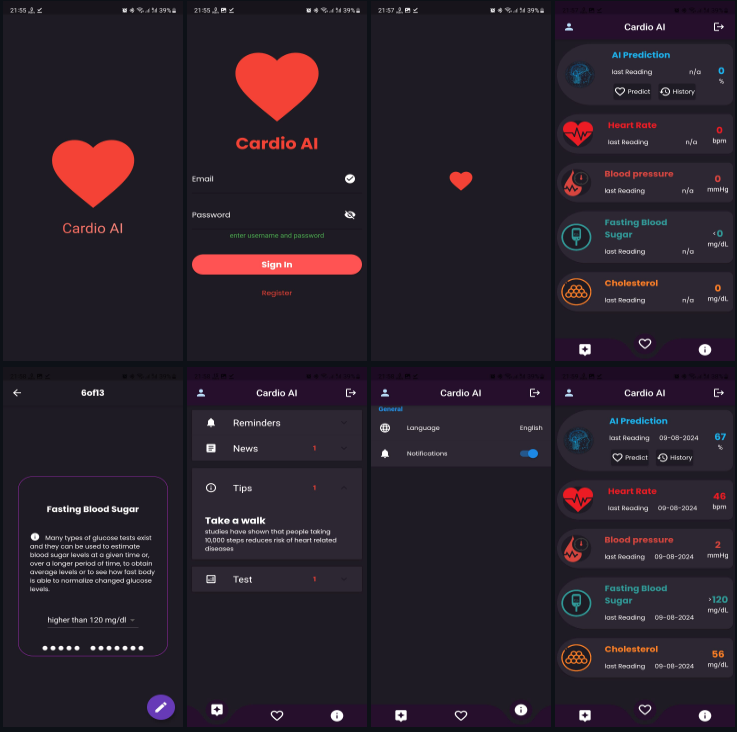 21:55
39%
Cardio AI
21:55
39%
Cardio AI
Email
Password
enter username and password
Sign In
Register
21:57
39%
Cardio AI
AI Prediction
last Reading n/a 0
%
Predict History
Heart Rate 0
last Reading n/a bpm
Blood pressure 0
last Reading n/a mmHg
Fasting Blood
Sugar <0
last Reading n/a mg/dL
Cholesterol 0
last Reading n/a mg/dL
6of13
Fasting Blood Sugar
Many types of glucose tests exist
and they can be used to estimate
blood sugar levels at a given time or,
over a longer period of time, to obtain
average levels or to see how fast body
is able to normalize changed glucose
levels.
higher than 120 mg/dl
Cardio AI
Reminders
News 1
Tips 1
Take a walk
studies have shown that people taking
10,000 steps reduces risk of heart related
diseases
Test 1
Cardio AI
General
Language English
Notifications
Cardio AI
AI Prediction
last Reading 09-08-2024 67
%
Predict History
Heart Rate 46
last Reading 09-08-2024 bpm
Blood pressure 2
last Reading 09-08-2024 mmHg
Fasting Blood
Sugar >120
last Reading 09-08-2024 mg/dL
Cholesterol 56
last Reading 09-08-2024 mg/dL